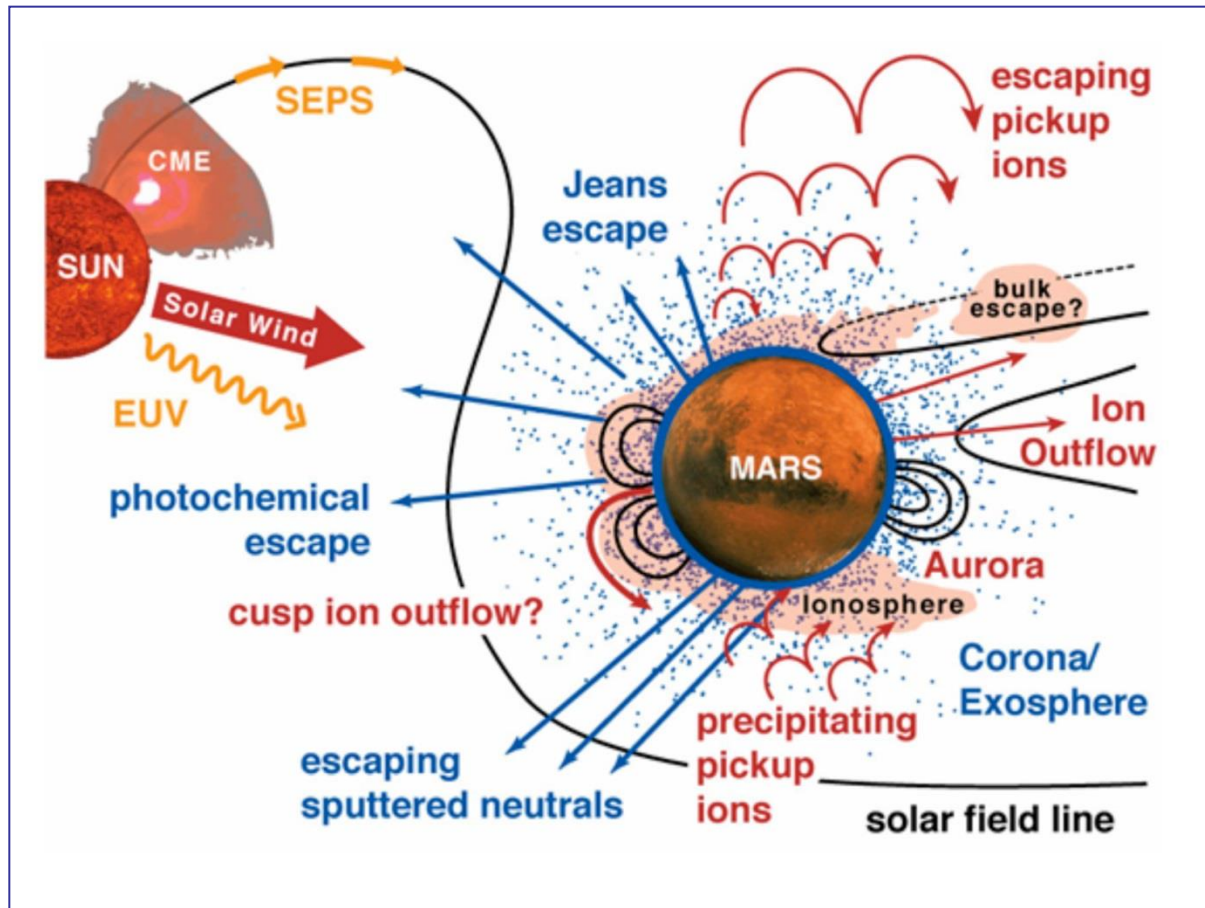 SEPS
CME
SUN
Solar Wind
EUV
Jeans
escape
escaping
pickup
ions
bulk
escape?
Ion
Outflow
MARS
photochemical
escape
cusp ion outflow?
Aurora
Ionosphere
Corona/
Exosphere
escaping
sputtered neutrals
precipitating
pickup
ions
solar field line